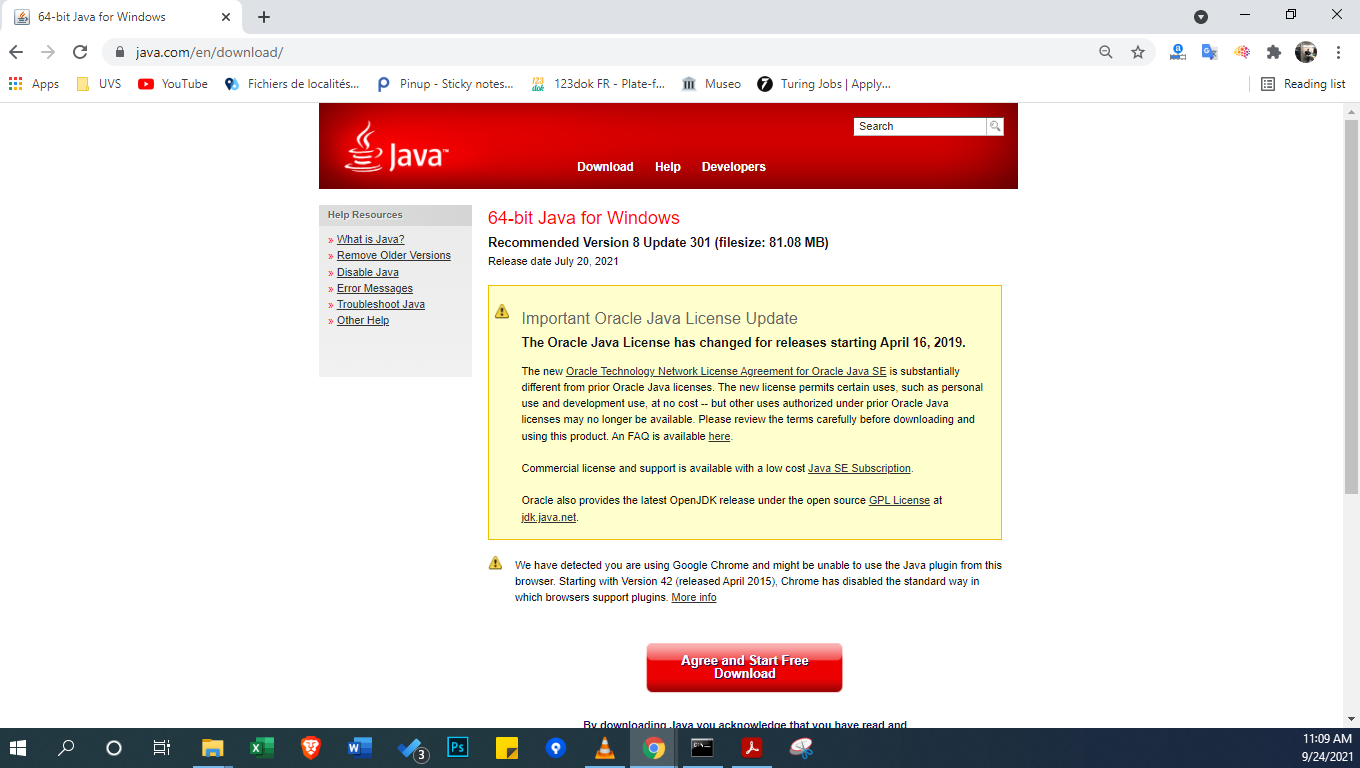 64-bit Java for Windows
java.com/en/download/
Apps
UVS
YouTube
Fichiers de localités...
Pinup - Sticky notes...
123dok FR - Plate-f...
Museo
Turing Jobs | Apply...
Reading list
Java™
Search
Download
Help
Developers
Help Resources
» What is Java?
» Remove Older Versions
» Disable Java
» Error Messages
» Troubleshoot Java
» Other Help
64-bit Java for Windows
Recommended Version 8 Update 301 (filesize: 81.08 MB)
Release date July 20, 2021
Important Oracle Java License Update
The Oracle Java License has changed for releases starting April 16, 2019.
The new Oracle Technology Network License Agreement for Oracle Java SE is substantially
different from prior Oracle Java licenses. The new license permits certain uses, such as personal
use and development use, at no cost -- but other uses authorized under prior Oracle Java
licenses may no longer be available. Please review the terms carefully before downloading and
using this product. An FAQ is available here.
Commercial license and support is available with a low cost Java SE Subscription.
Oracle also provides the latest OpenJDK release under the open source GPL License at
jdk.java.net.
We have detected you are using Google Chrome and might be unable to use the Java plugin from this
browser. Starting with Version 42 (released April 2015), Chrome has disabled the standard way in
which browsers support plugins. More info
Agree and Start Free
Download
By downloading Java you acknowledge that you have read and
3
Ps
11:09 AM
9/24/2021